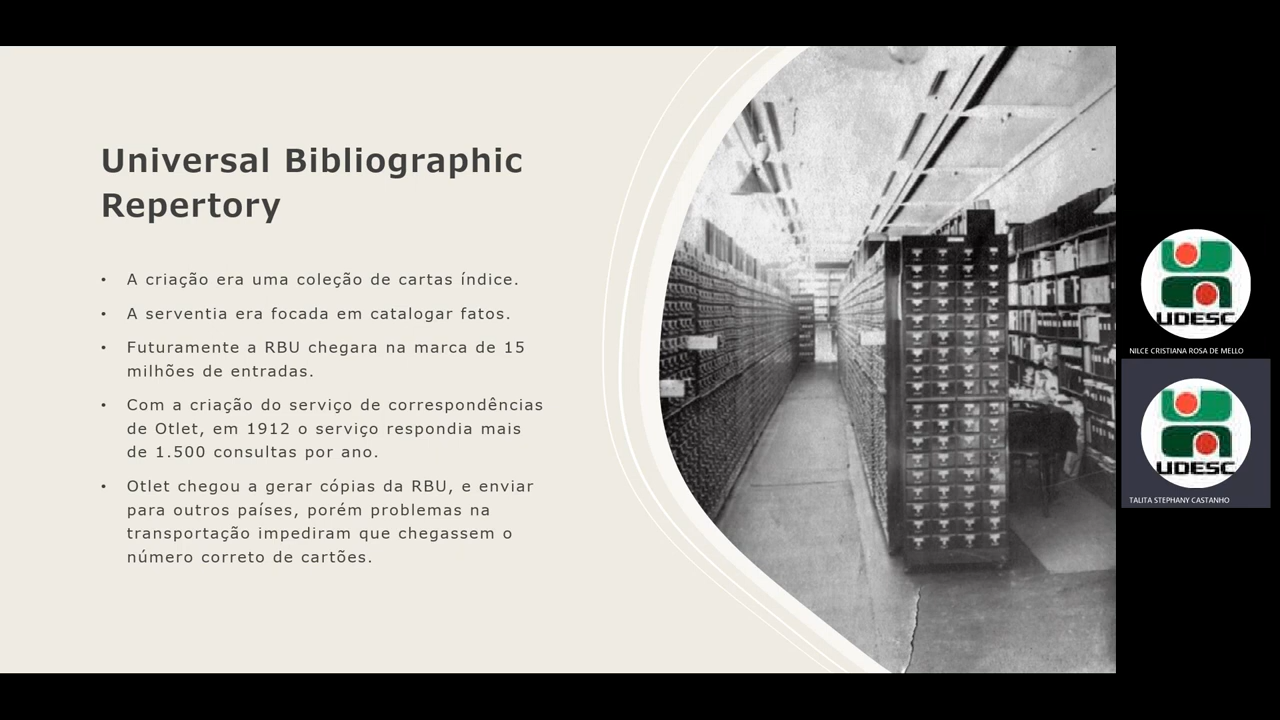 Universal Bibliographic
Repertory
• A criação era uma coleção de cartas índice.
• A serventia era focada em catalogar fatos.
• Futuramente a RBU chegara na marca de 15
milhões de entradas.
• Com a criação do serviço de correspondências
de Otlet, em 1912 o serviço respondia mais
de 1.500 consultas por ano.
• Otlet chegou a gerar cópias da RBU, e enviar
para outros países, porém problemas na
transportação impediram que chegassem o
número correto de cartões.
UDESC
NILCE CRISTIANA ROSA DE MELLO
UDESC
TALITA STEPHANY CASTANHO